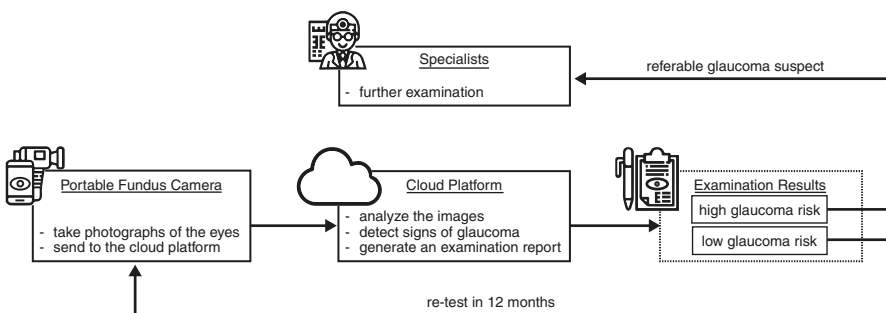 Specialists
- further examination
referable glaucoma suspect
Portable Fundus Camera
- take photographs of the eyes
- send to the cloud platform
Cloud Platform
- analyze the images
- detect signs of glaucoma
- generate an examination report
Examination Results
high glaucoma risk
low glaucoma risk
re-test in 12 months